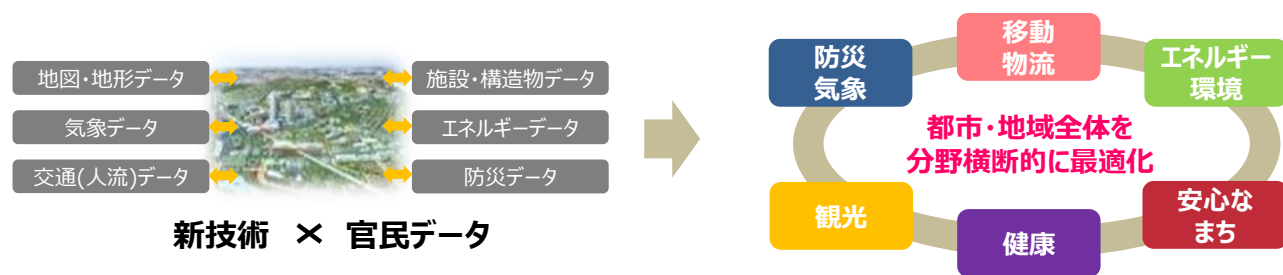 地図・地形データ
気象データ
交通(人流)データ
施設・構造物データ
エネルギーデータ
防災データ
新技術 × 官民データ
防災
気象
移動
物流
エネルギー
環境
都市・地域全体を
分野横断的に最適化
観光
健康
安心な
まち